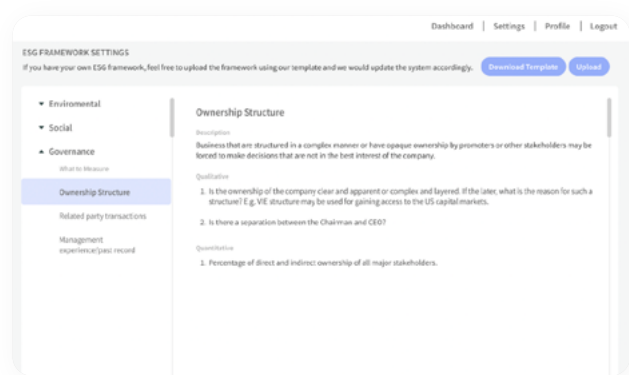 Dashboard | Settings | Profile | Logout
ESG FRAMEWORK SETTINGS
If you have your own ESG framework, feel free to upload the framework using our template and we would update the system accordingly.
Download Template
Upload
Enviromental
Social
Governance
What to Measure
Ownership Structure
Related party transactions
Management
experience/past record
Ownership Structure
Description
Business that are structured in a complex manner or have opaque ownership by promoters or other stakeholders may be
forced to make decisions that are not in the best interest of the company.
Qualitative
1. Is the ownership of the company clear and apparent or complex and layered. If the later, what is the reason for such a
structure? E.g. VIE structure may be used for gaining access to the US capital markets.
2. Is there a separation between the Chairman and CEO?
Quantitative
1. Percentage of direct and indirect ownership of all major stakeholders.